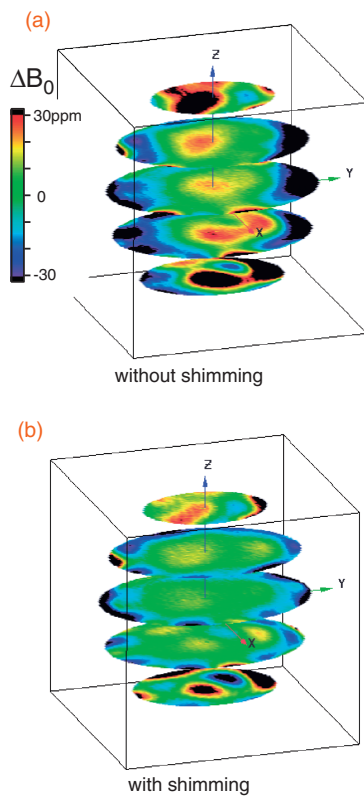 (a)
Z
ΔB0
30ppm
0
Y
X
-30
without shimming
(b)
Z
Y
X
with shimming